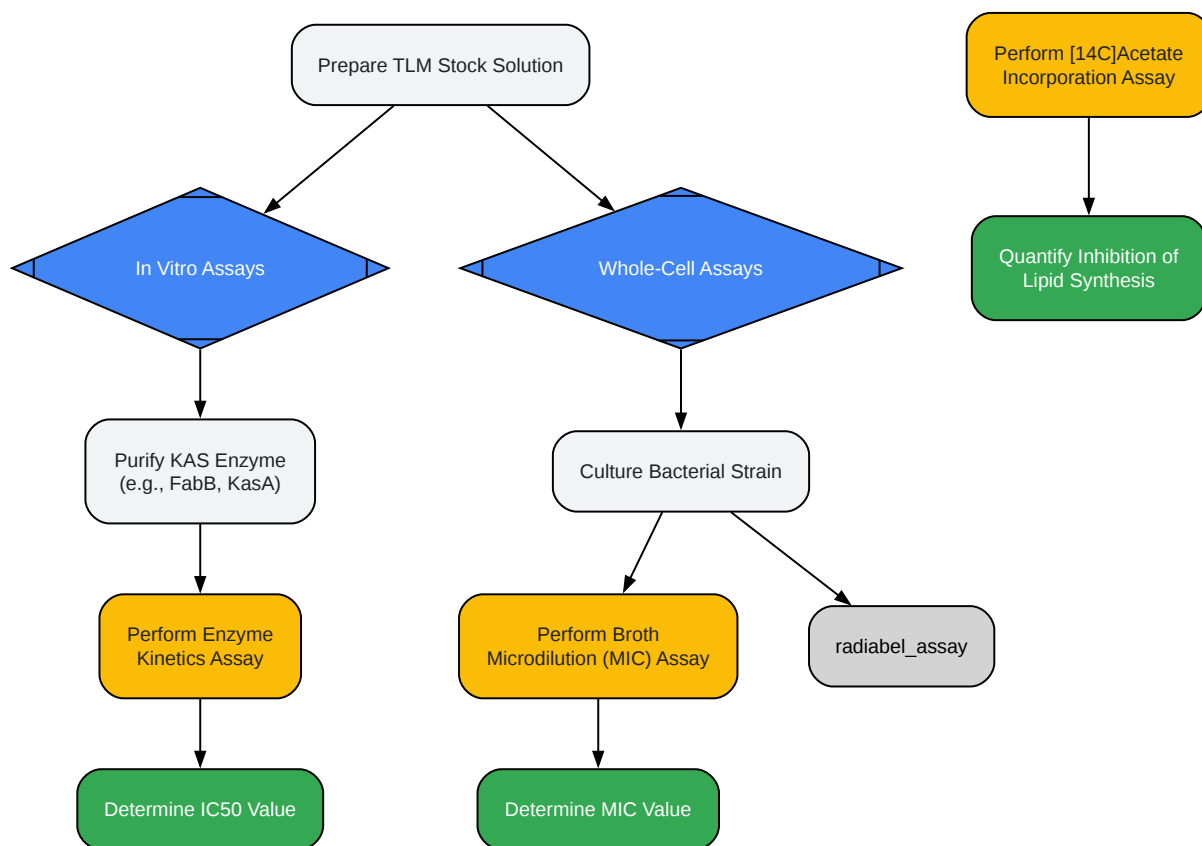 Prepare TLM Stock Solution
Perform [14C]Acetate
Incorporation Assay
In Vitro Assays
Whole-Cell Assays
Quantify Inhibition of
Lipid Synthesis
Purify KAS Enzyme
(e.g., FabB, KasA)
Culture Bacterial Strain
Perform Enzyme
Kinetics Assay
Perform Broth
Microdilution (MIC) Assay
radiabel_assay
Determine IC50 Value
Determine MIC Value